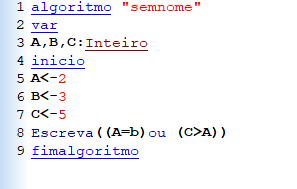 1 algoritmo "semnome"
2 var
3 A,B,C:Inteiro
4 inicio
5 A<-2
6 B<-3
7 C<-5
8 Escreva((A=b)ou (C>A))
9 fimalgoritmo